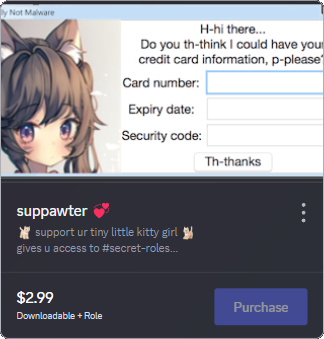 lly Not Malware
H-hi there...
Do you th-think I could have your
credit card information, p-please?
Card number:
Expiry date:
Security code:
Th-thanks
suppawter
support ur tiny little kitty girl
gives u access to #secret-roles...
$2.99
Downloadable + Role
Purchase